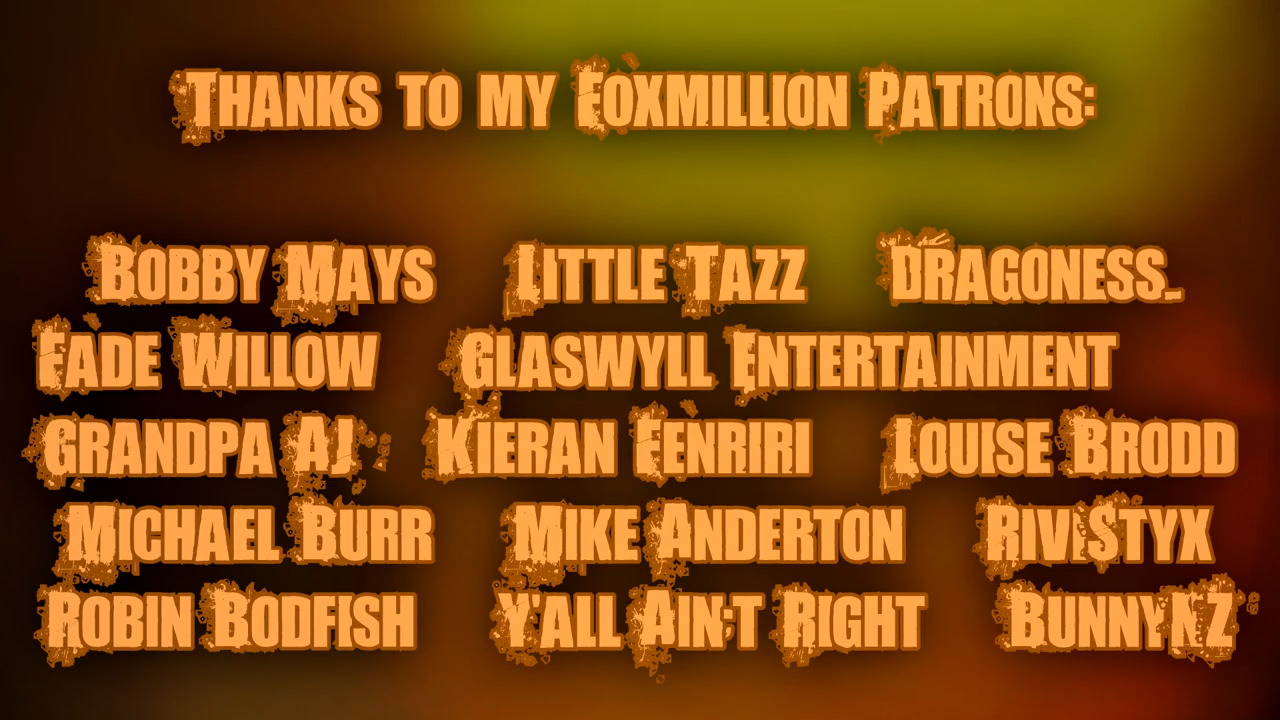 Thanks to my Foxmillion Patrons:
Bobby Mays Little Tazz Dragoness_
Fade Willow Glaswyll Entertainment
Grandpa AJ Kieran Fenriri Louise Brodd
Michael Burr Mike Anderton RiviStyx
Robin Bodfish Y'all Ain't Right BunnyNZ